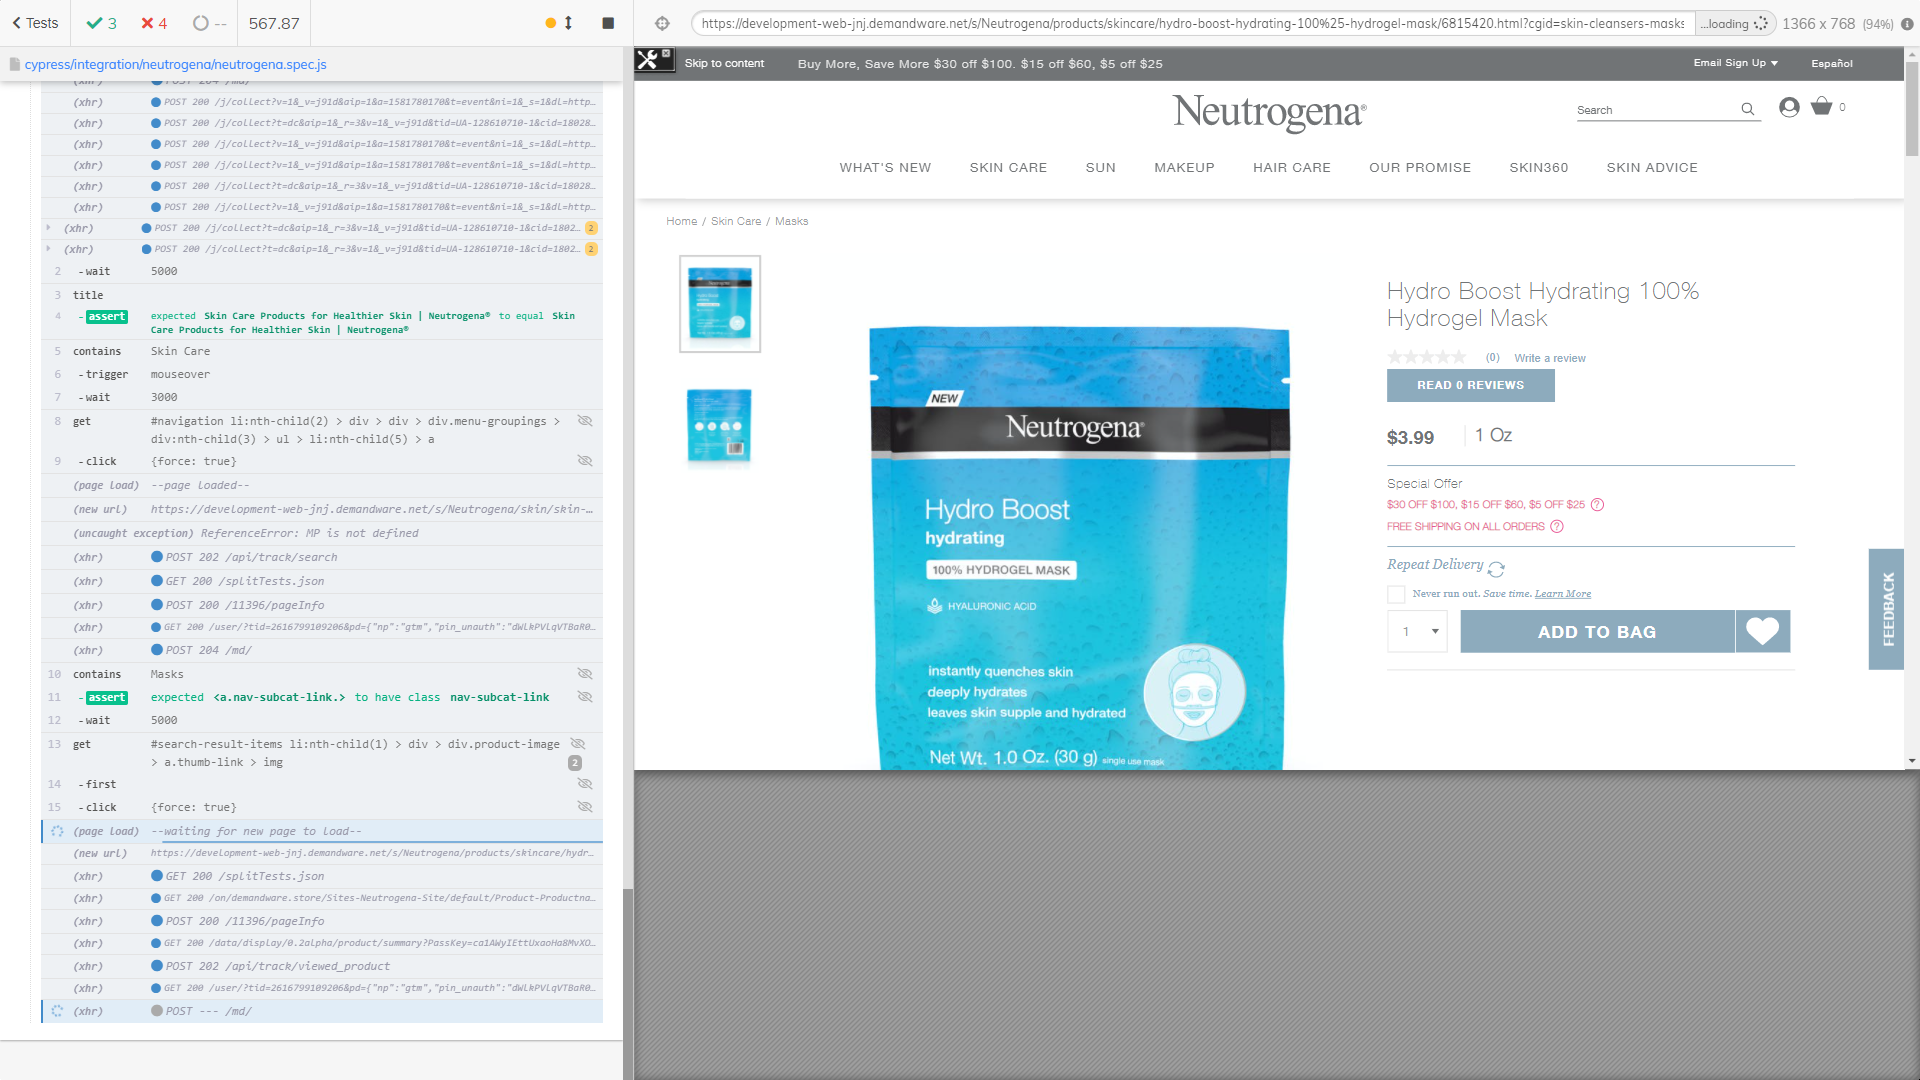 Tests
3
4
--
567.87
cypress/integration/neutrogena/neutrogena.spec.js
(xhr) POST 204 /md/
(xhr) POST 200 /j/collect?v=1&_v=j91d&aip=1&a=1581780170&t=event&ni=1&_s=1&dl=http…
(xhr) POST 200 /j/collect?t=dc&aip=1&_r=3&v=1&_v=j91d&tid=UA-128610710-1&cid=18028…
(xhr) POST 200 /j/collect?v=1&_v=j91d&aip=1&a=1581780170&t=event&ni=1&_s=1&dl=http…
(xhr) POST 200 /j/collect?v=1&_v=j91d&aip=1&a=1581780170&t=event&ni=1&_s=1&dl=http…
(xhr) POST 200 /j/collect?t=dc&aip=1&_r=3&v=1&_v=j91d&tid=UA-128610710-1&cid=18028…
(xhr) POST 200 /j/collect?v=1&_v=j91d&aip=1&a=1581780170&t=event&ni=1&_s=1&dl=http…
(xhr) POST 200 /j/collect?t=dc&aip=1&_r=3&v=1&_v=j91d&tid=UA-128610710-1&cid=1802… 2
(xhr) POST 200 /j/collect?t=dc&aip=1&_r=3&v=1&_v=j91d&tid=UA-128610710-1&cid=1802… 2
2 -wait 5000
3 title
4 -assert expected Skin Care Products for Healthier Skin | Neutrogena® to equal Skin
Care Products for Healthier Skin | Neutrogena®
5 contains Skin Care
6 -trigger mouseover
7 -wait 3000
8 get #navigation li:nth-child(2) > div > div > div.menu-groupings >
div:nth-child(3) > ul > li:nth-child(5) > a
9 -click {force: true}
(page load) --page loaded--
(new url) https://development-web-jnj.demandware.net/s/Neutrogena/skin/skin-…
(uncaught exception) ReferenceError: MP is not defined
(xhr) POST 202 /api/track/search
(xhr) GET 200 /splitTests.json
(xhr) POST 200 /11396/pageInfo
(xhr) GET 200 /user/?tid=2616799109206&pd={"np":"gtm","pin_unauth":"dWlkPVlqVTBaR0…
(xhr) POST 204 /md/
10 contains Masks
11 -assert expected <a.nav-subcat-link.> to have class nav-subcat-link
12 -wait 5000
13 get #search-result-items li:nth-child(1) > div > div.product-image
> a.thumb-link > img 2
14 -first
15 -click {force: true}
(page load) --waiting for new page to load--
(new url) https://development-web-jnj.demandware.net/s/Neutrogena/products/skincare/hydr…
(xhr) GET 200 /splitTests.json
(xhr) GET 200 /on/demandware.store/Sites-Neutrogena-Site/default/Product-Productna…
(xhr) POST 200 /11396/pageInfo
(xhr) GET 200 /data/display/0.2alpha/product/summary?PassKey=ca1AWyIEttUxaoHa8MvXO…
(xhr) POST 202 /api/track/viewed_product
(xhr) GET 200 /user/?tid=2616799109206&pd={"np":"gtm","pin_unauth":"dWlkPVlqVTBaR0…
(xhr) POST --- /md/
https://development-web-jnj.demandware.net/s/Neutrogena/products/skincare/hydro-boost-hydrating-100%25-hydrogel-mask/6815420.html?cgid=skin-cleansers-masks
...loading
1366 x 768 (94%)
Skip to content
Buy More, Save More $30 off $100. $15 off $60, $5 off $25
Email Sign Up
Español
Neutrogena®
Search
0
WHAT'S NEW SKIN CARE SUN MAKEUP HAIR CARE OUR PROMISE SKIN360 SKIN ADVICE
Home / Skin Care / Masks
NEW
Neutrogena®
Hydro Boost
hydrating
100% HYDROGEL MASK
HYALURONIC ACID
instantly quenches skin
deeply hydrates
leaves skin supple and hydrated
Net Wt. 1.0 Oz. (30 g) single use mask
Hydro Boost Hydrating 100%
Hydrogel Mask
(0) Write a review
READ 0 REVIEWS
$3.99 1 Oz
Special Offer
$30 OFF $100, $15 OFF $60, $5 OFF $25 ?
FREE SHIPPING ON ALL ORDERS ?
Repeat Delivery
Never run out. Save time. Learn More
1
ADD TO BAG
FEEDBACK